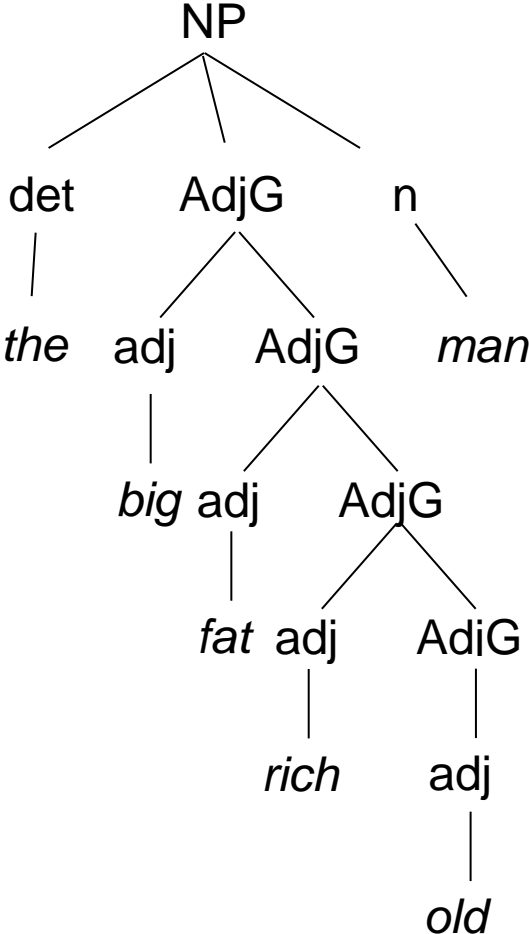 NP
det AdjG n
the adj AdjG man
big adj AdjG
fat adj AdiG
rich adj
old